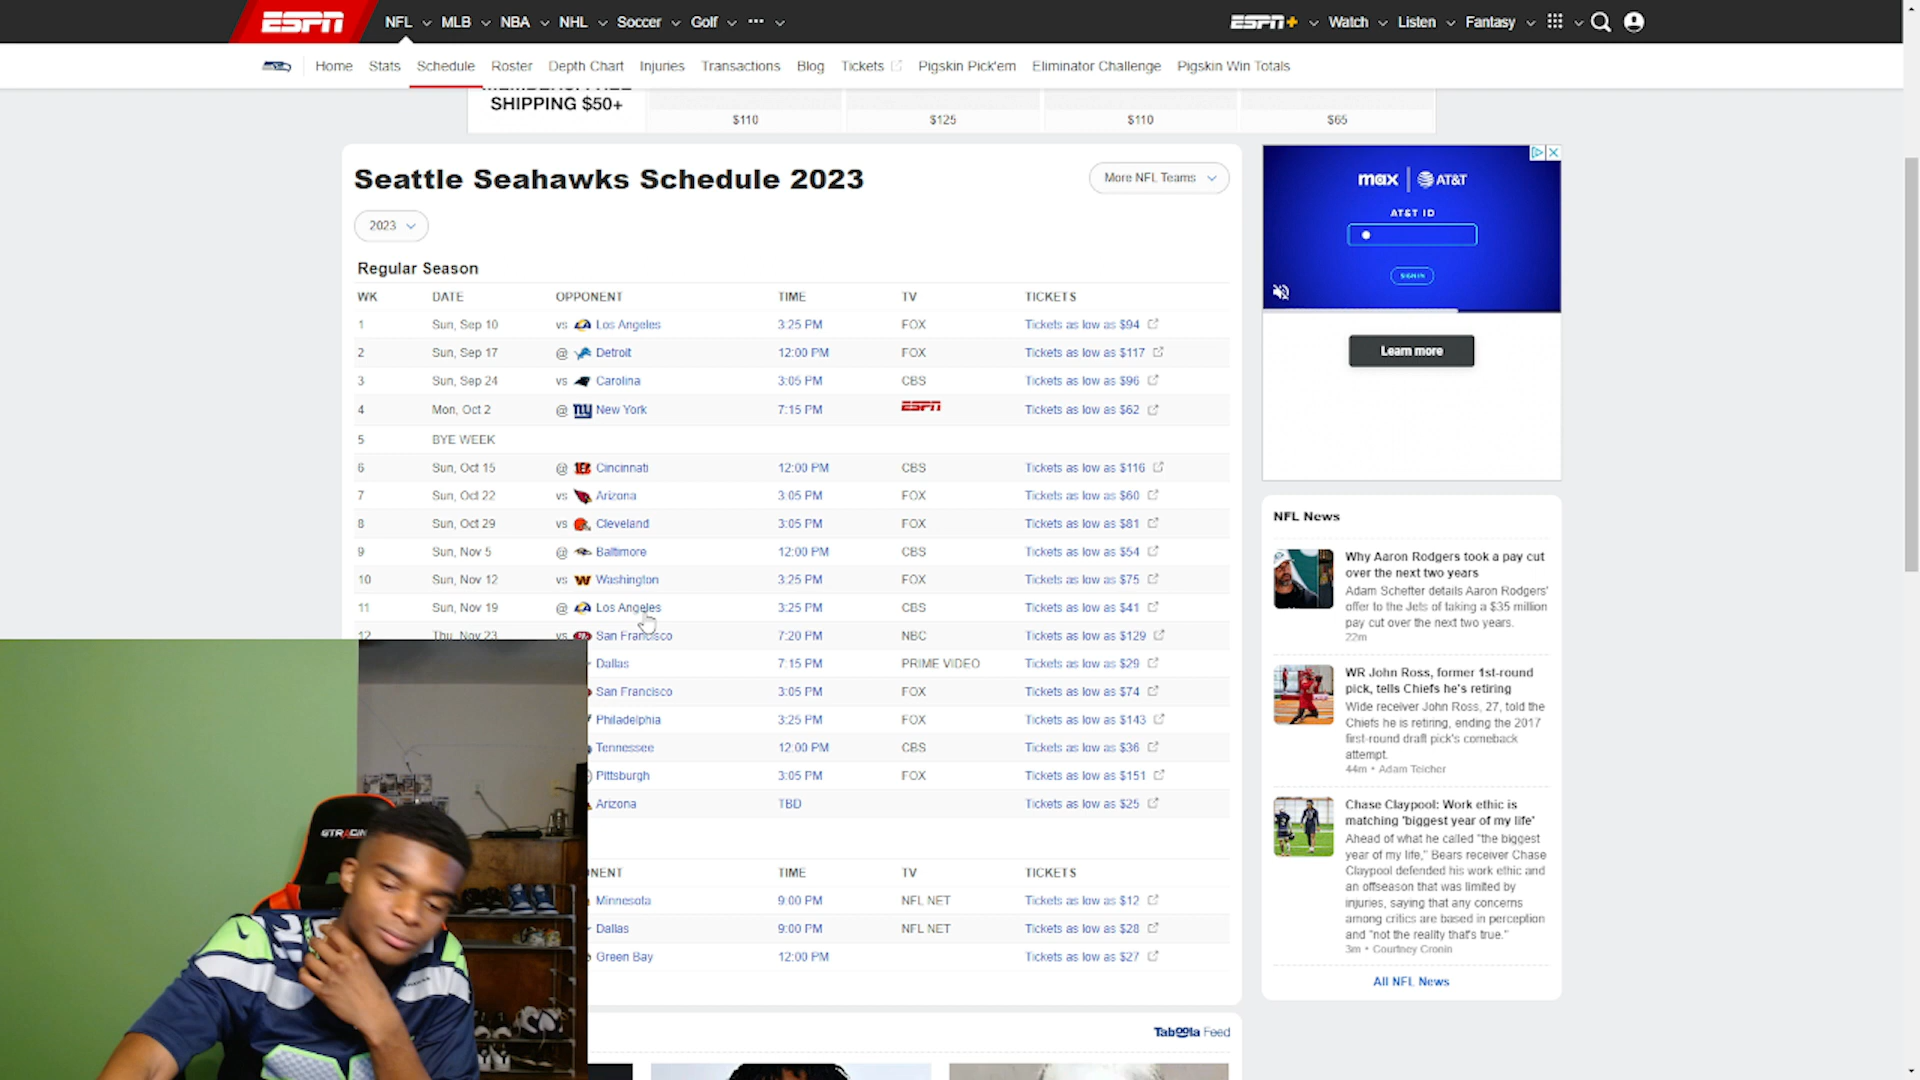 ESPN NFL MLB NBA NHL Soccer Golf ... ESPN+ Watch Listen Fantasy
Home Stats Schedule Roster Depth Chart Injuries Transactions Blog Tickets Pigskin Pick'em Eliminator Challenge Pigskin Win Totals
SHIPPING $50+
$110 $125 $110 $65
Seattle Seahawks Schedule 2023
More NFL Teams
2023
Regular Season
WK DATE OPPONENT TIME TV TICKETS
1 Sun, Sep 10 vs Los Angeles 3:25 PM FOX Tickets as low as $94
2 Sun, Sep 17 @ Detroit 12:00 PM FOX Tickets as low as $117
3 Sun, Sep 24 vs Carolina 3:05 PM CBS Tickets as low as $96
4 Mon, Oct 2 @ NY New York 7:15 PM ESPN Tickets as low as $62
5 BYE WEEK
6 Sun, Oct 15 @ Cincinnati 12:00 PM CBS Tickets as low as $116
7 Sun, Oct 22 vs Arizona 3:05 PM FOX Tickets as low as $60
8 Sun, Oct 29 vs Cleveland 3:05 PM FOX Tickets as low as $81
9 Sun, Nov 5 @ Baltimore 12:00 PM CBS Tickets as low as $54
10 Sun, Nov 12 vs W Washington 3:25 PM FOX Tickets as low as $75
11 Sun, Nov 19 @ Los Angeles 3:25 PM CBS Tickets as low as $41
12 Thu, Nov 23 vs San Francisco 7:20 PM NBC Tickets as low as $129
Dallas 7:15 PM PRIME VIDEO Tickets as low as $29
San Francisco 3:05 PM FOX Tickets as low as $74
Philadelphia 3:25 PM FOX Tickets as low as $143
Tennessee 12:00 PM CBS Tickets as low as $36
Pittsburgh 3:05 PM FOX Tickets as low as $151
Arizona TBD Tickets as low as $25
NENT TIME TV TICKETS
Minnesota 9:00 PM NFL NET Tickets as low as $12
Dallas 9:00 PM NFL NET Tickets as low as $28
Green Bay 12:00 PM Tickets as low as $27
Taboola Feed
max | AT&T
AT&T ID
SIGN IN
Learn more
NFL News
Why Aaron Rodgers took a pay cut
over the next two years
Adam Schefter details Aaron Rodgers'
offer to the Jets of taking a $35 million
pay cut over the next two years.
22m
WR John Ross, former 1st-round
pick, tells Chiefs he's retiring
Wide receiver John Ross, 27, told the
Chiefs he is retiring, ending the 2017
first-round draft pick's comeback
attempt.
44m • Adam Teicher
Chase Claypool: Work ethic is
matching 'biggest year of my life'
Ahead of what he called "the biggest
year of my life," Bears receiver Chase
Claypool defended his work ethic and
an offseason that was limited by
injuries, saying that any concerns
among critics are based in perception
and "not the reality that's true."
3m • Courtney Cronin
All NFL News
GTRACIN